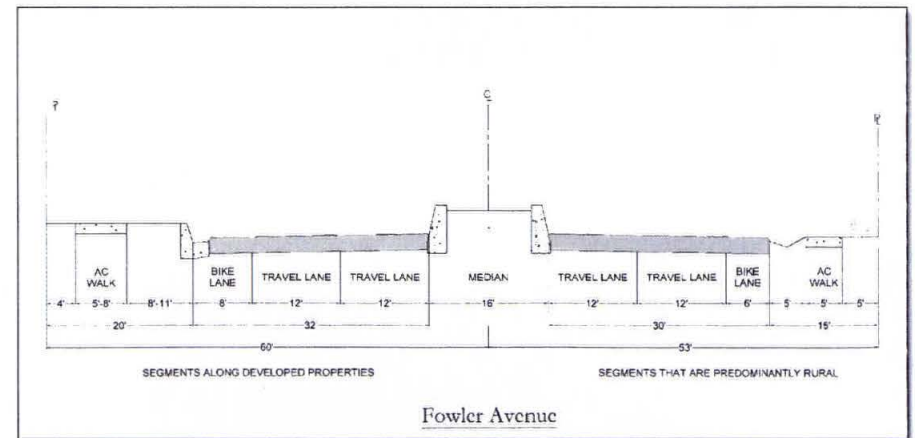 ℄
AC WALK
BIKE LANE
TRAVEL LANE
TRAVEL LANE
MEDIAN
TRAVEL LANE
TRAVEL LANE
BIKE LANE
AC WALK
4' 5'-8' 8'-11' 8' 12' 12' 16' 12' 12' 6' 5' 5' 5'
20' 32 30' 15'
60' 53'
SEGMENTS ALONG DEVELOPED PROPERTIES SEGMENTS THAT ARE PREDOMINANTLY RURAL
Fowler Avenue